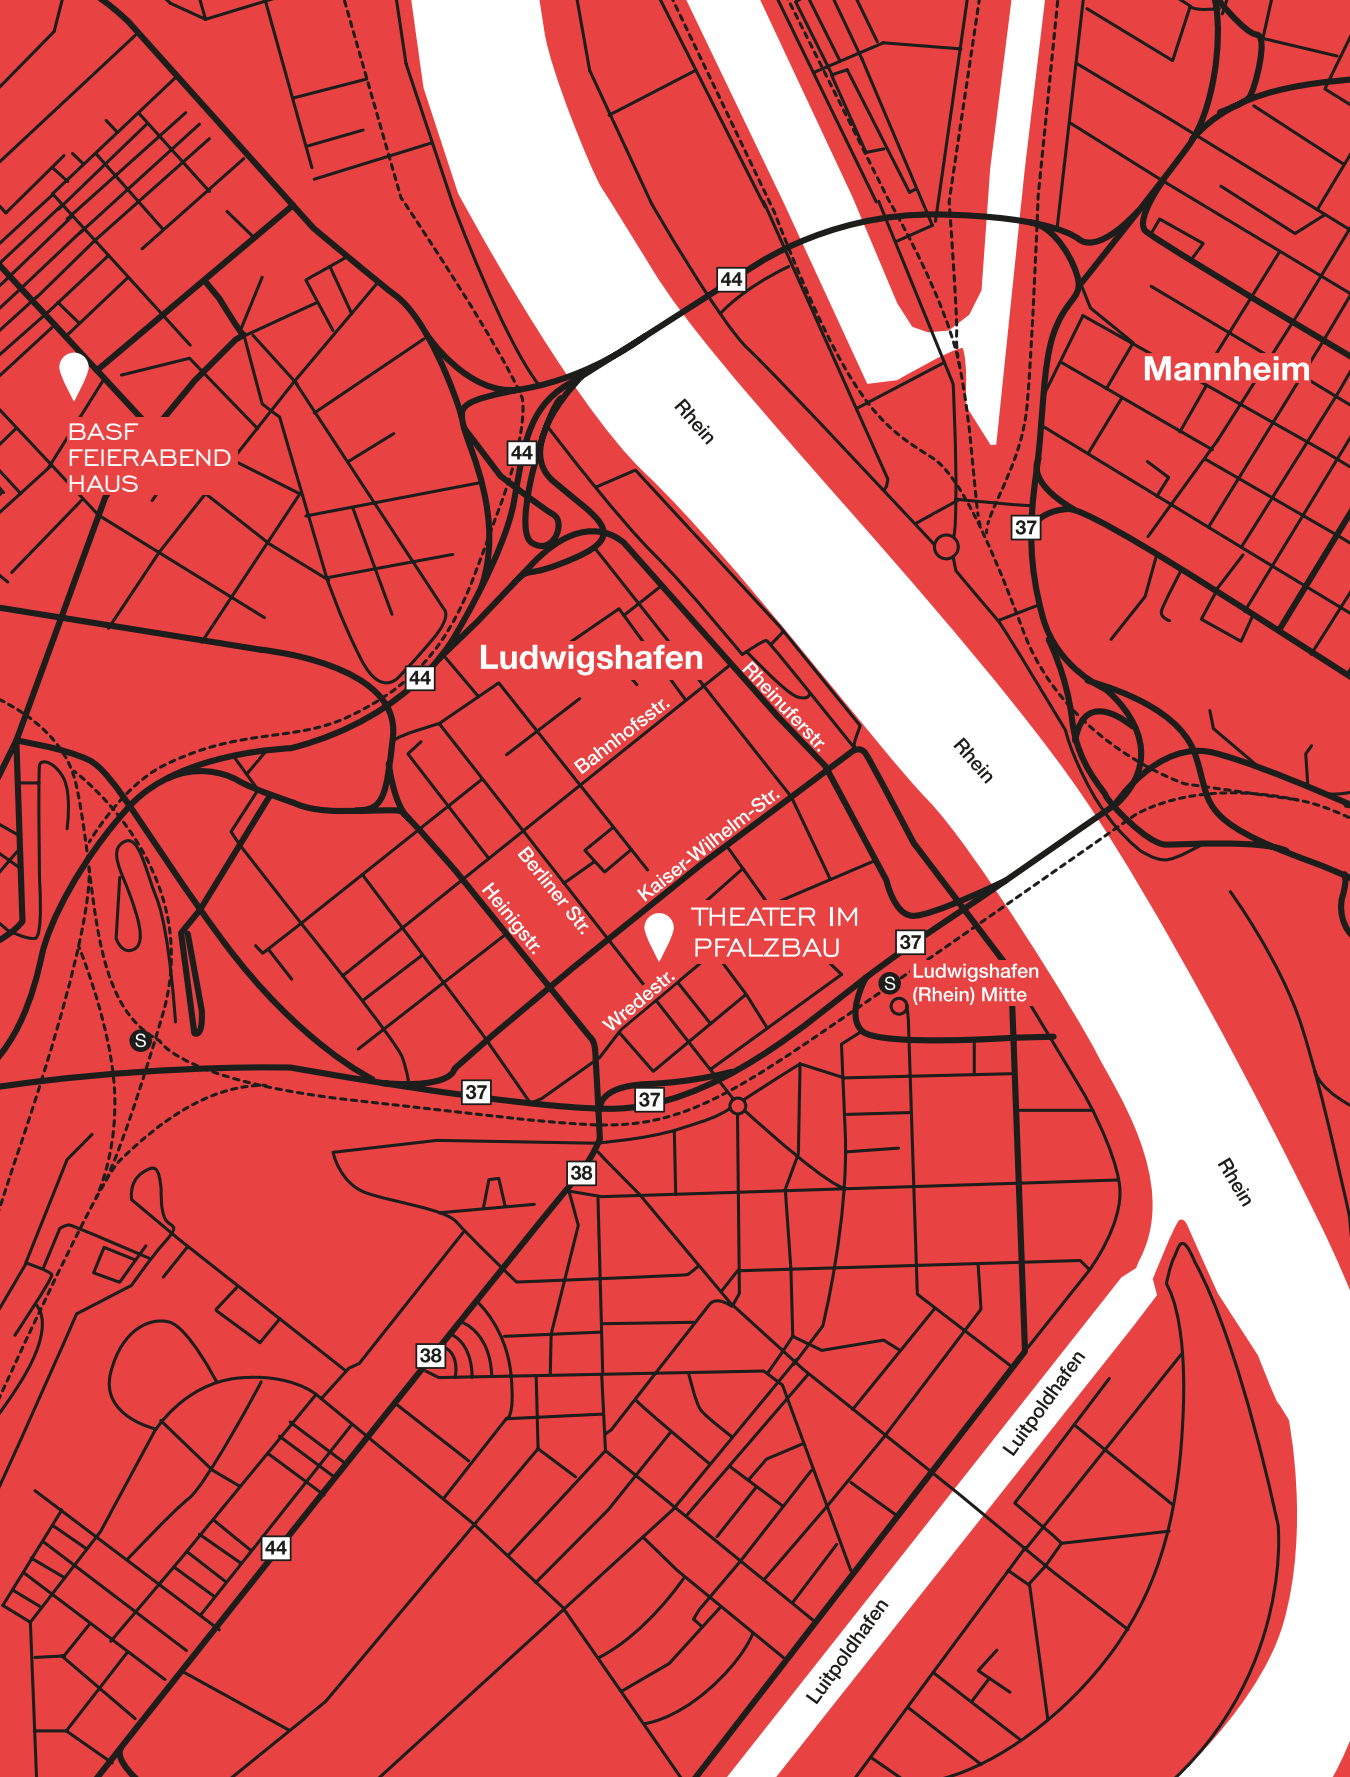 44
Rhein
Mannheim
BASF
FEIERABEND
HAUS
44
37
Ludwigshafen
44
Rheinuferstr.
Bahnhofsstr.
Rhein
Kaiser-Wilhelm-Str.
Berliner Str.
Heinigstr.
THEATER IM
PFALZBAU
37
Ludwigshafen
(Rhein) Mitte
S
Wredestr.
S
37
37
38
Rhein
38
Luitpoldhafen
44
Luitpoldhafen